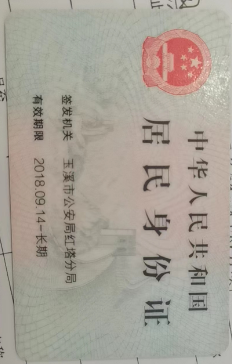 中华人民共和国
居民身份证
签发机关 玉溪市公安局红塔分局
有效期限 2018.09.14-长期